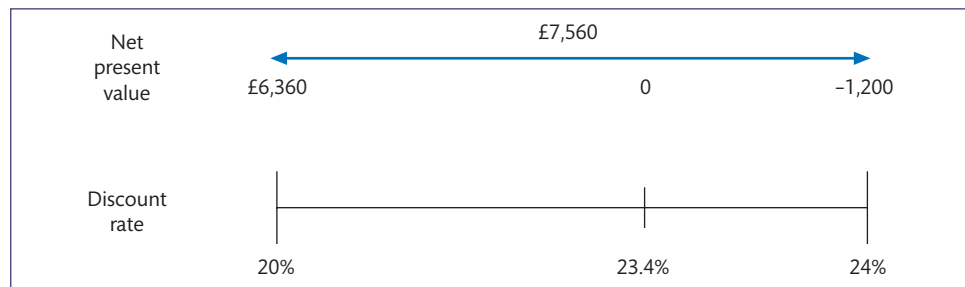 Net
present
value
£7,560
£6,360 0 –1,200
Discount
rate
20% 23.4% 24%